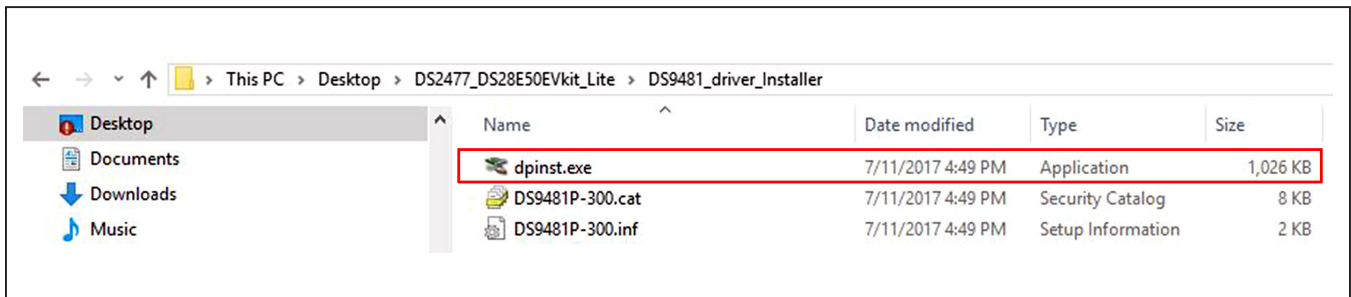 This PC > Desktop > DS2477_DS28E50EVkit_Lite > DS9481_driver_Installer
Desktop
Documents
Downloads
Music
Name Date modified Type Size
dpinst.exe 7/11/2017 4:49 PM Application 1,026 KB
DS9481P-300.cat 7/11/2017 4:49 PM Security Catalog 8 KB
DS9481P-300.inf 7/11/2017 4:49 PM Setup Information 2 KB